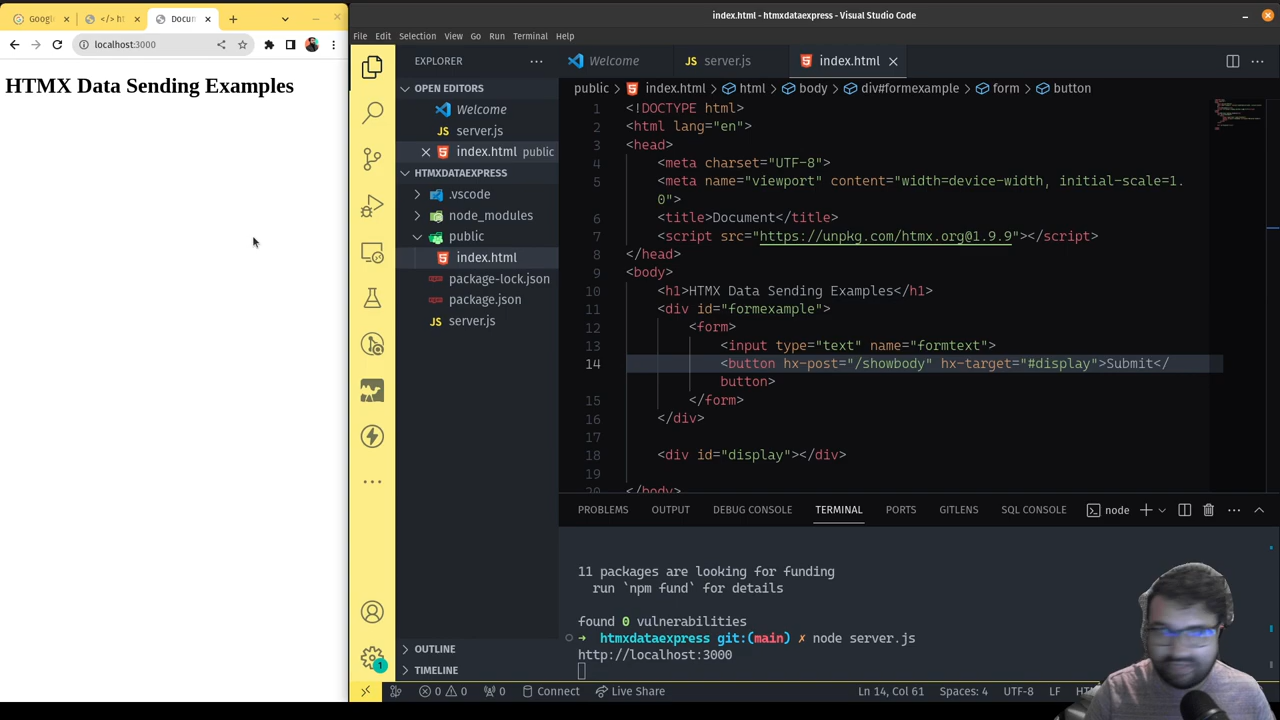 Google
</> ht
Docun
localhost:3000
HTMX Data Sending Examples
index.html - htmxdataexpress - Visual Studio Code
File Edit Selection View Go Run Terminal Help
EXPLORER
OPEN EDITORS
Welcome
server.js
index.html public
HTMXDATAEXPRESS
.vscode
node_modules
public
index.html
package-lock.json
package.json
server.js
OUTLINE
TIMELINE
Welcome
server.js
index.html
public > index.html > html > body > div#formexample > form > button
1 <!DOCTYPE html>
2 <html lang="en">
3 <head>
4 <meta charset="UTF-8">
5 <meta name="viewport" content="width=device-width, initial-scale=1.
0">
6 <title>Document</title>
7 <script src="https://unpkg.com/htmx.org@1.9.9"></script>
8 </head>
9 <body>
10 <h1>HTMX Data Sending Examples</h1>
11 <div id="formexample">
12 <form>
13 <input type="text" name="formtext">
14 <button hx-post="/showbody" hx-target="#display">Submit</
button>
15 </form>
16 </div>
17
18 <div id="display"></div>
19
20 </body>
PROBLEMS OUTPUT DEBUG CONSOLE TERMINAL PORTS GITLENS SQL CONSOLE node
11 packages are looking for funding
run `npm fund` for details
found 0 vulnerabilities
→ htmxdataexpress git:(main) ✗ node server.js
http://localhost:3000
1
0 0 0 Connect Live Share Ln 14, Col 61 Spaces: 4 UTF-8 LF